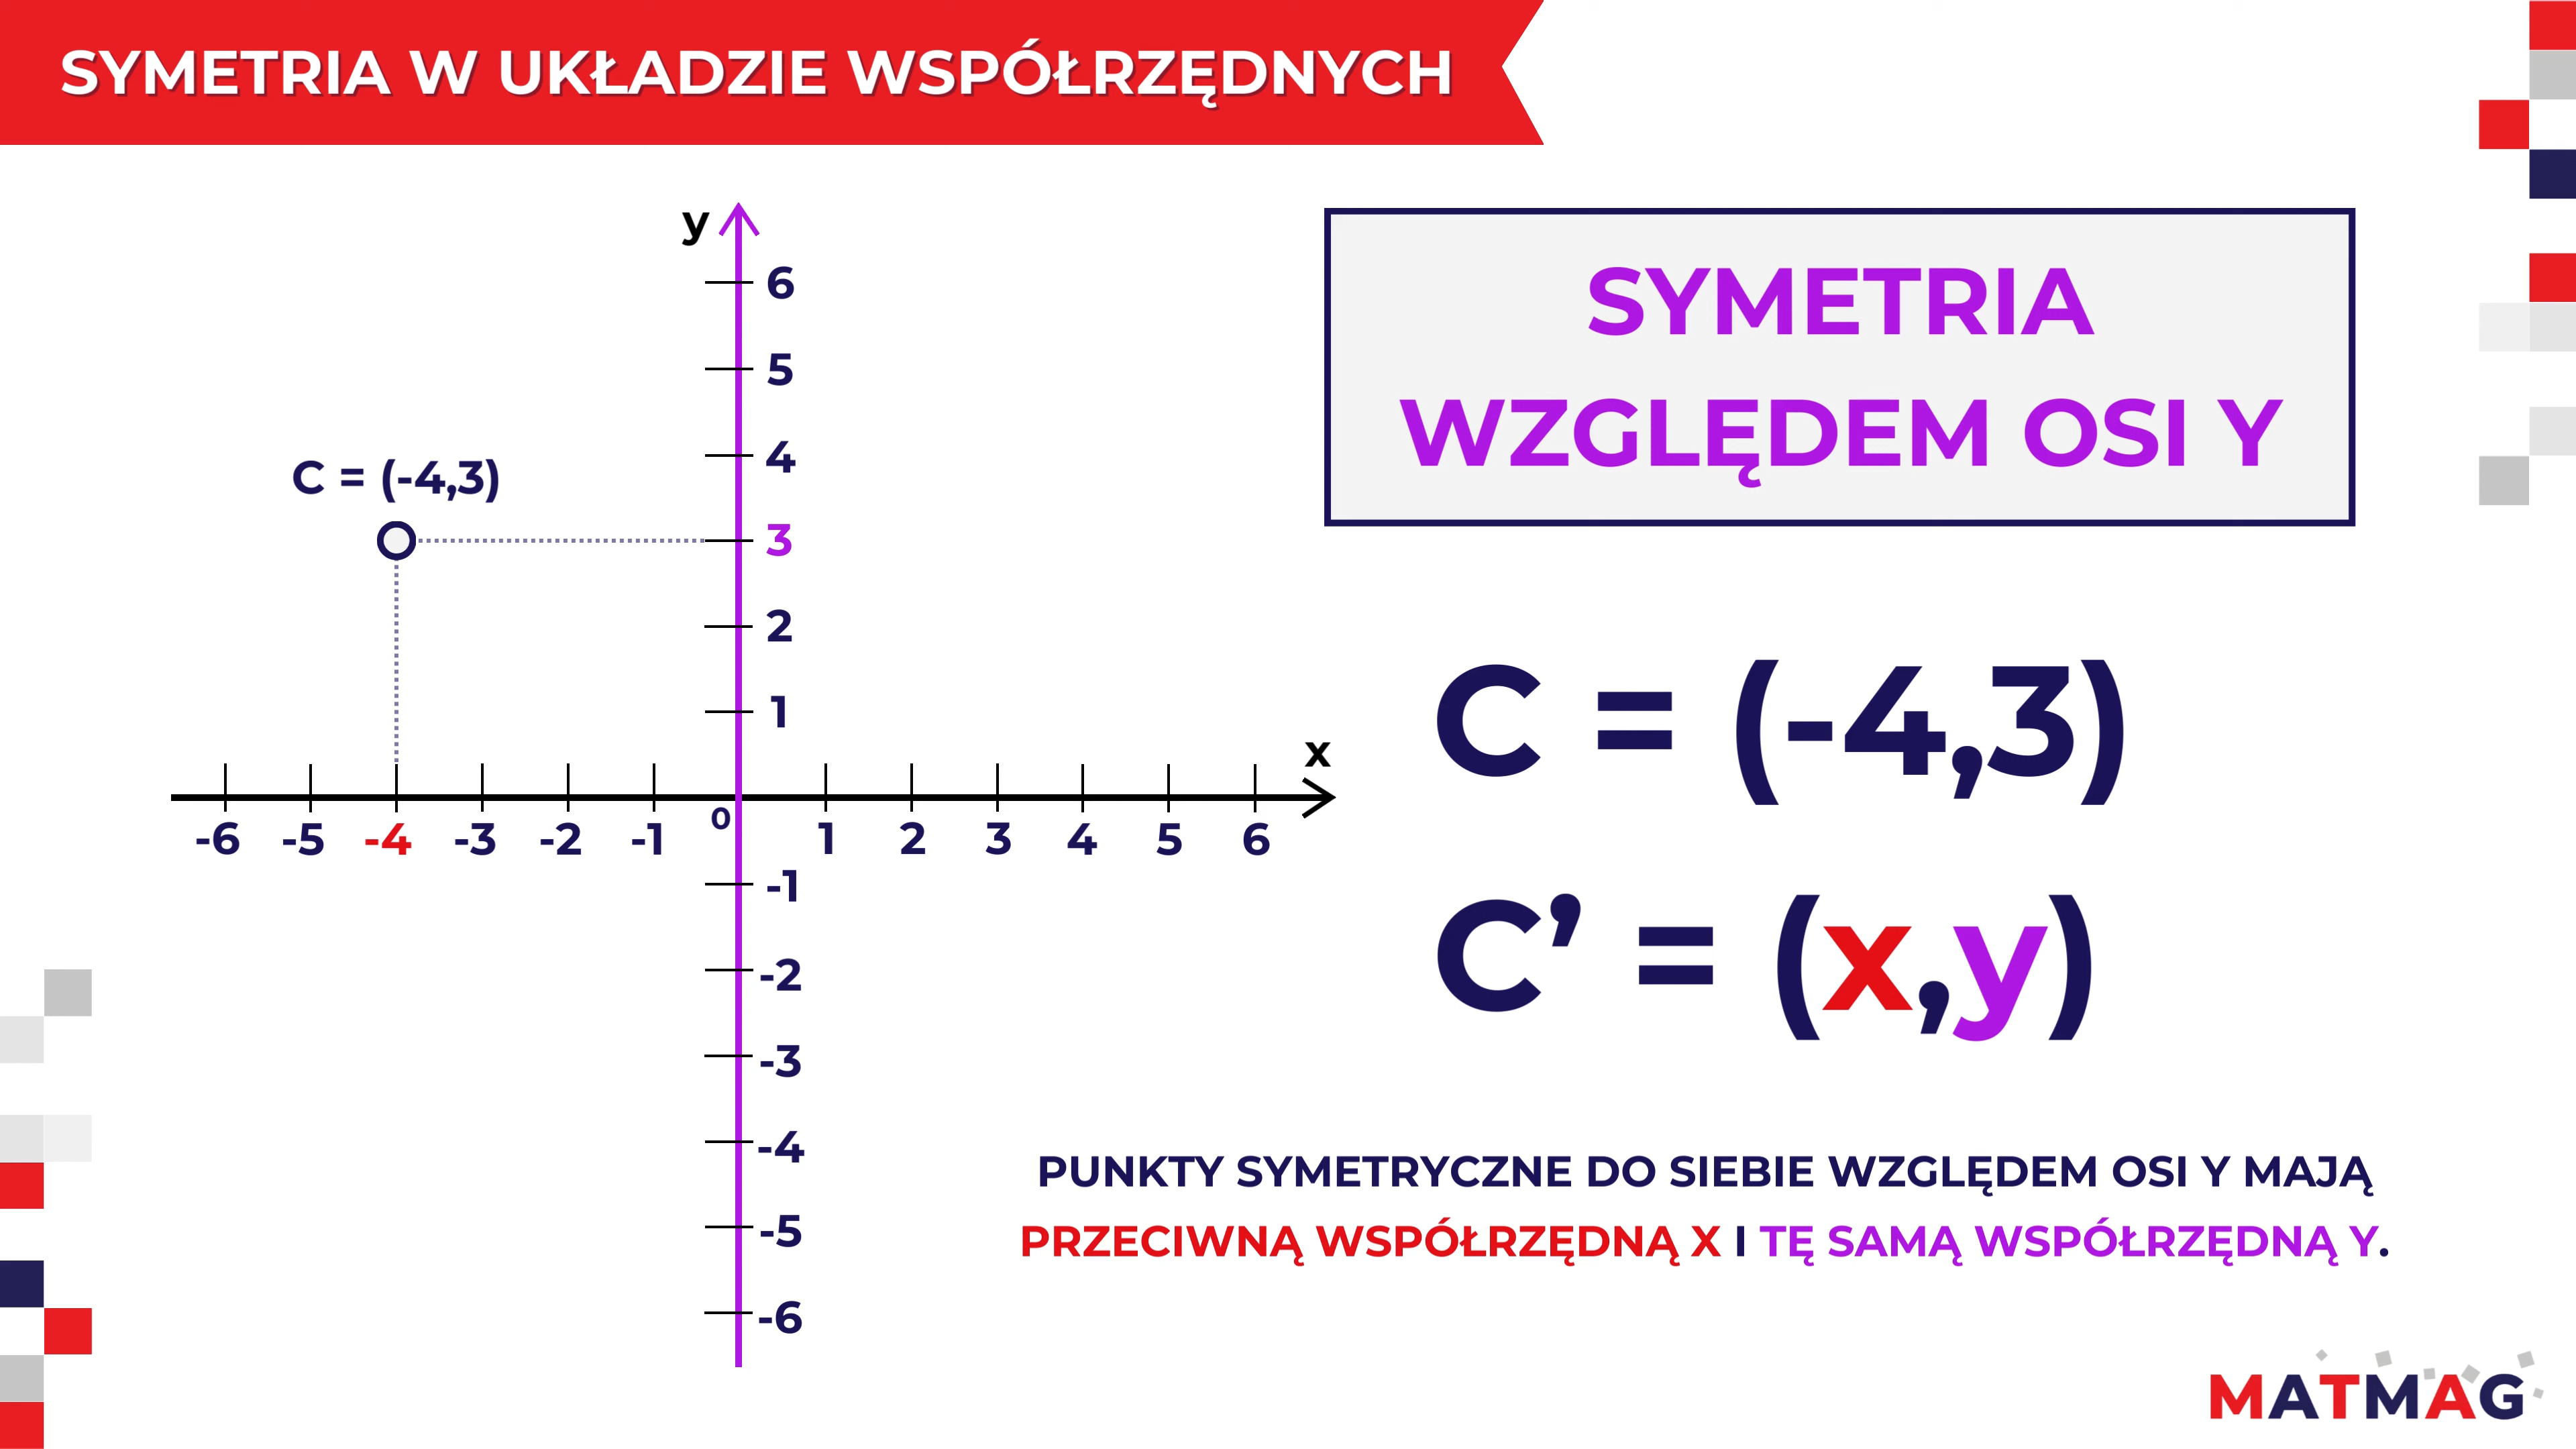 SYMETRIA W UKŁADZIE WSPÓŁRZĘDNYCH
y
6
5
4
C = (-4,3)
3
2
1
x
-6 -5 -4 -3 -2 -1 0 1 2 3 4 5 6
-1
-2
-3
-4
-5
-6
SYMETRIA
WZGLĘDEM OSI Y
C = (-4,3)
C’ = (x,y)
PUNKTY SYMETRYCZNE DO SIEBIE WZGLĘDEM OSI Y MAJĄ
PRZECIWNĄ WSPÓŁRZĘDNĄ X I TĘ SAMĄ WSPÓŁRZĘDNĄ Y.
MATMAG